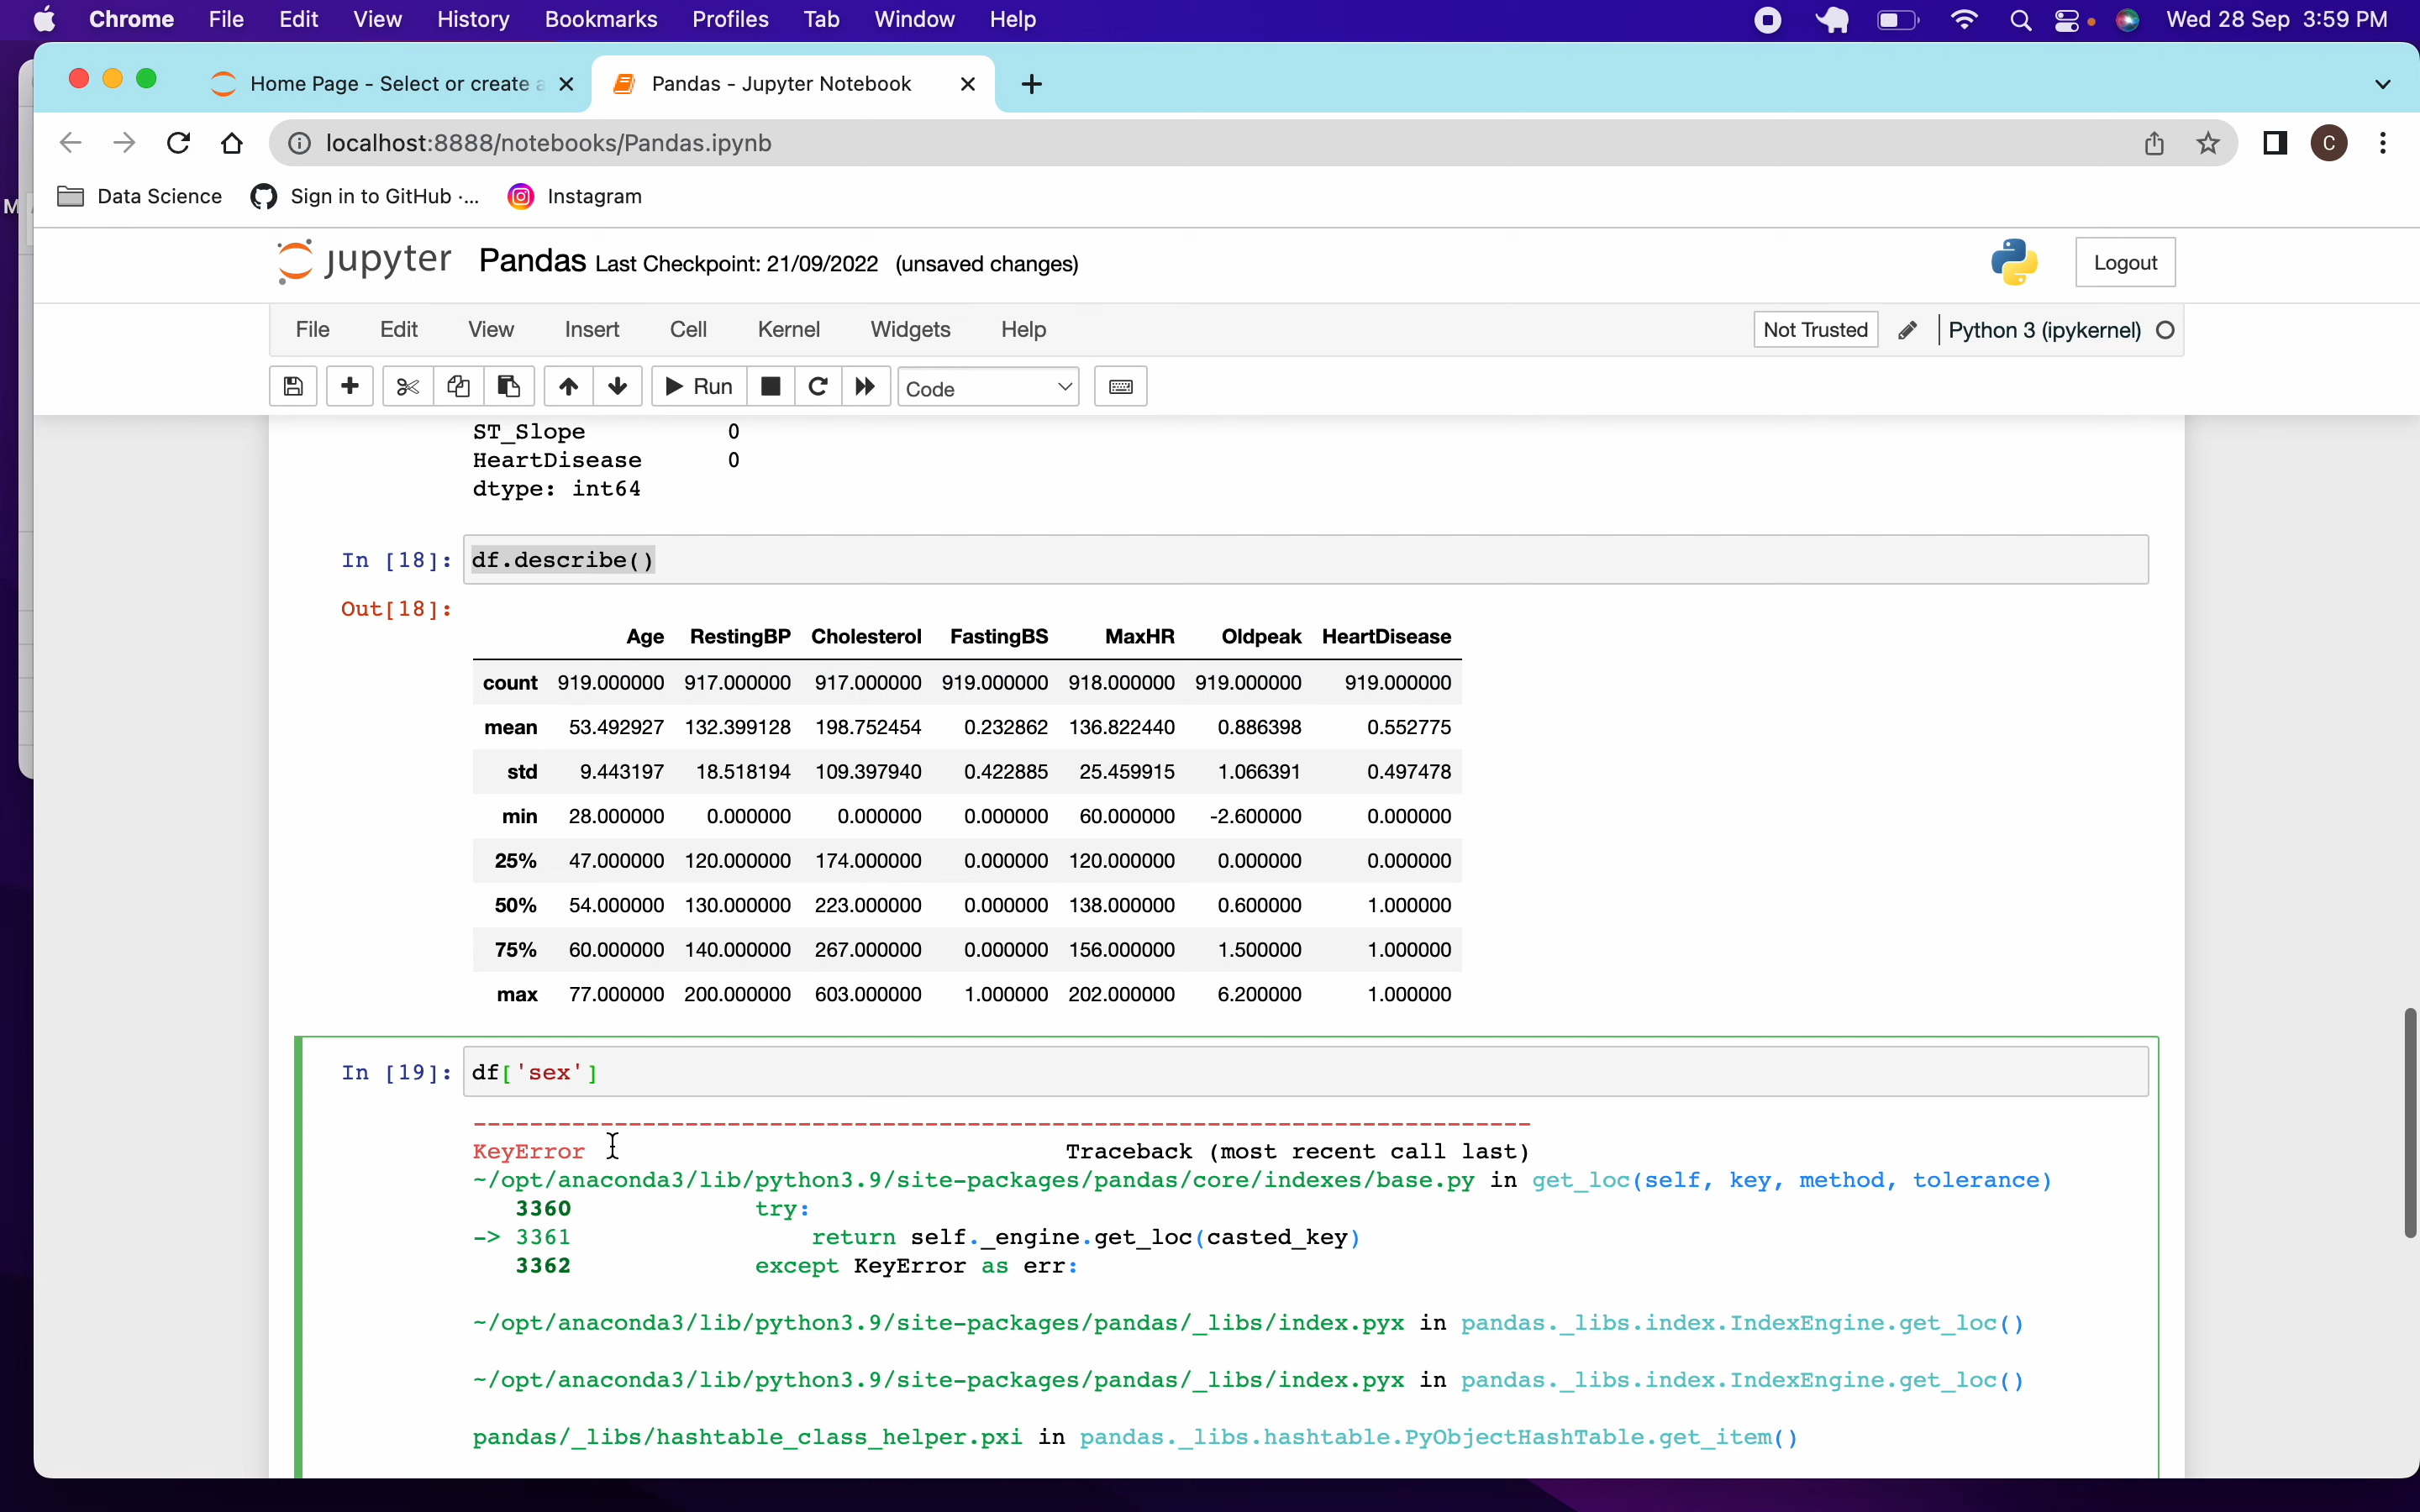 Chrome File Edit View History Bookmarks Profiles Tab Window Help Wed 28 Sep 3:59 PM
Home Page - Select or create a Pandas - Jupyter Notebook
localhost:8888/notebooks/Pandas.ipynb C
Data Science Sign in to GitHub ·... Instagram
M
jupyter Pandas Last Checkpoint: 21/09/2022 (unsaved changes) Logout
File Edit View Insert Cell Kernel Widgets Help Not Trusted Python 3 (ipykernel)
Run Code
ST_Slope 0
HeartDisease 0
dtype: int64
In [18]: df.describe()
Out[18]:
Age RestingBP Cholesterol FastingBS MaxHR Oldpeak HeartDisease
count 919.000000 917.000000 917.000000 919.000000 918.000000 919.000000 919.000000
mean 53.492927 132.399128 198.752454 0.232862 136.822440 0.886398 0.552775
std 9.443197 18.518194 109.397940 0.422885 25.459915 1.066391 0.497478
min 28.000000 0.000000 0.000000 0.000000 60.000000 -2.600000 0.000000
25% 47.000000 120.000000 174.000000 0.000000 120.000000 0.000000 0.000000
50% 54.000000 130.000000 223.000000 0.000000 138.000000 0.600000 1.000000
75% 60.000000 140.000000 267.000000 0.000000 156.000000 1.500000 1.000000
max 77.000000 200.000000 603.000000 1.000000 202.000000 6.200000 1.000000
In [19]: df['sex']
---------------------------------------------------------------------------
KeyError Traceback (most recent call last)
~/opt/anaconda3/lib/python3.9/site-packages/pandas/core/indexes/base.py in get_loc(self, key, method, tolerance)
3360 try:
-> 3361 return self._engine.get_loc(casted_key)
3362 except KeyError as err:
~/opt/anaconda3/lib/python3.9/site-packages/pandas/_libs/index.pyx in pandas._libs.index.IndexEngine.get_loc()
~/opt/anaconda3/lib/python3.9/site-packages/pandas/_libs/index.pyx in pandas._libs.index.IndexEngine.get_loc()
pandas/_libs/hashtable_class_helper.pxi in pandas._libs.hashtable.PyObjectHashTable.get_item()